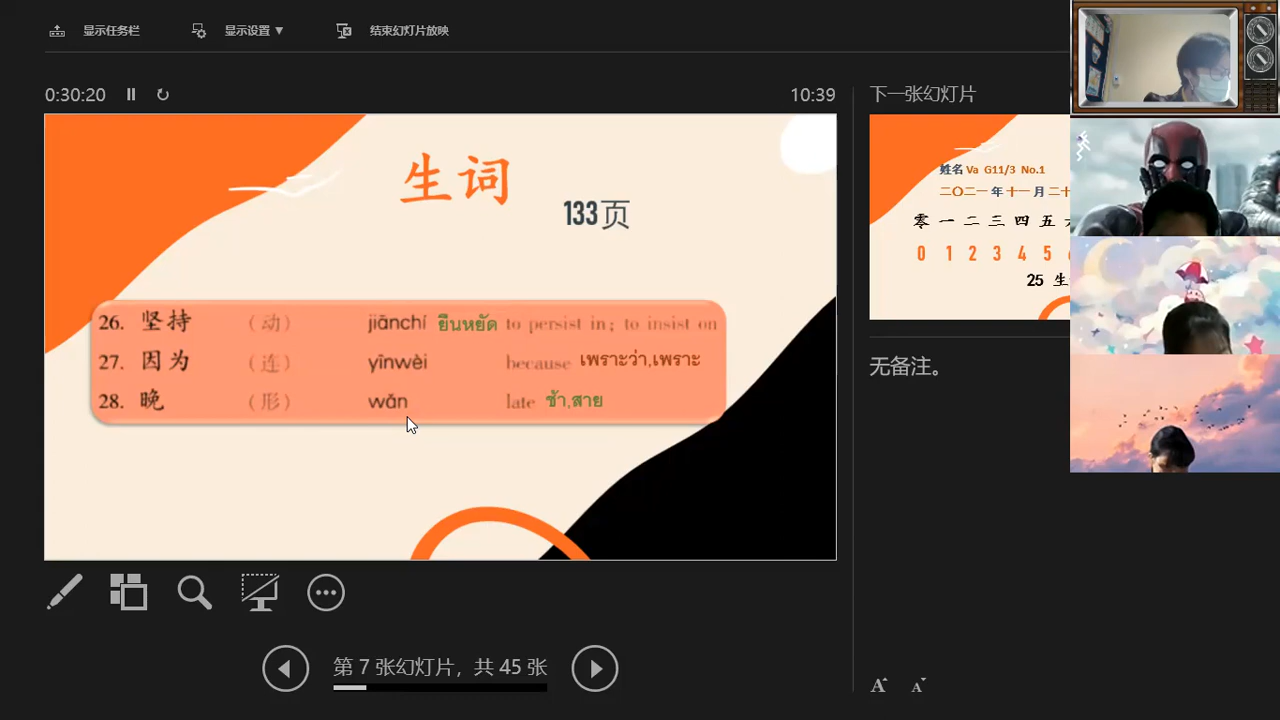 显示任务栏 显示设置 ▼ 结束幻灯片放映
0:30:20 10:39
下一张幻灯片
生词
133页
26. 坚持 （动） jiānchí ยืนหยัด to persist in; to insist on
27. 因为 （连） yīnwèi because เพราะว่า,เพราะ
28. 晚 （形） wǎn late ช้า,สาย
姓名 Va G11/3 No.1
二〇二一 年 十一 月 二十
零 一 二 三 四 五
0 1 2 3 4 5
25 生
无备注。
第 7 张幻灯片，共 45 张
A A